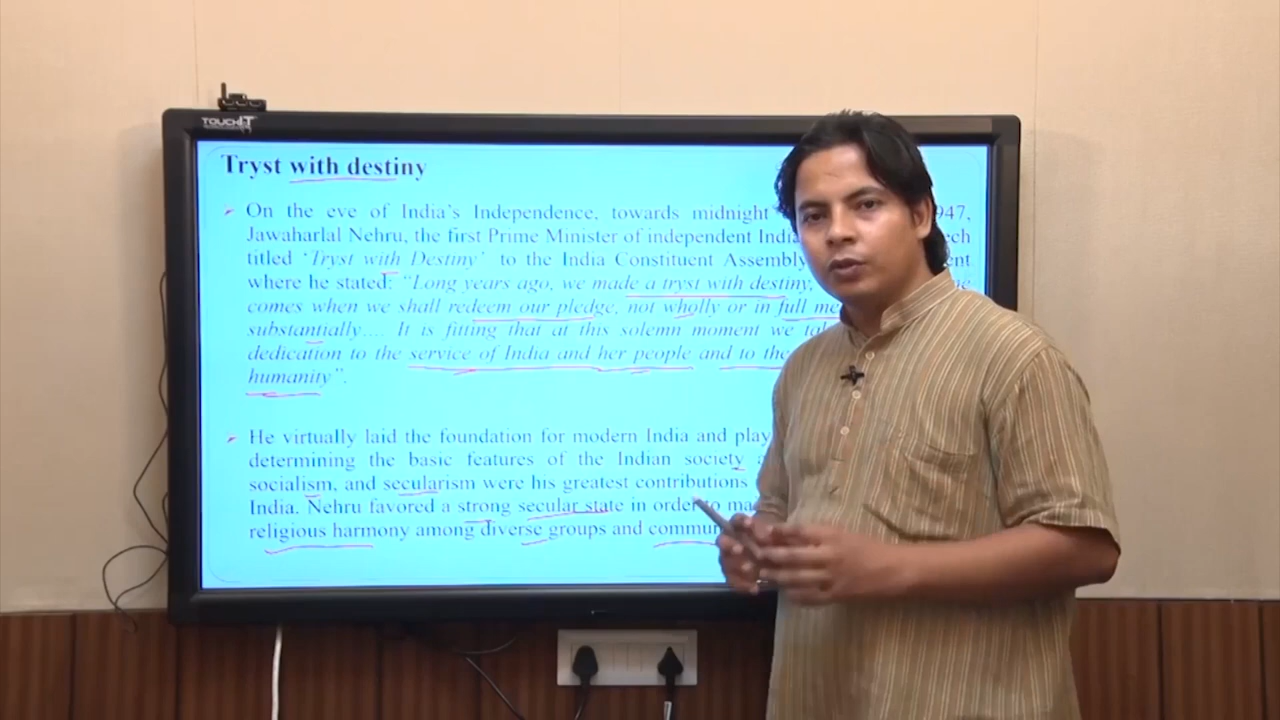 TOUCHIT
Tryst with destiny
On the eve of India's Independence, towards midnight 947,
Jawaharlal Nehru, the first Prime Minister of independent
titled 'Tryst with Destiny' to the India Constituent Assembly
where he stated: "Long years ago, we made a tryst with destiny,
comes when we shall redeem our pledge, not wholly or in full
substantially.... It is fitting that at this solemn moment we
dedication to the service of India and her people and to the
humanity".
He virtually laid the foundation for modern India and
determining the basic features of the Indian society
socialism, and secularism were his greatest contributions
India. Nehru favored a strong secular state in order to
religious harmony among diverse groups and